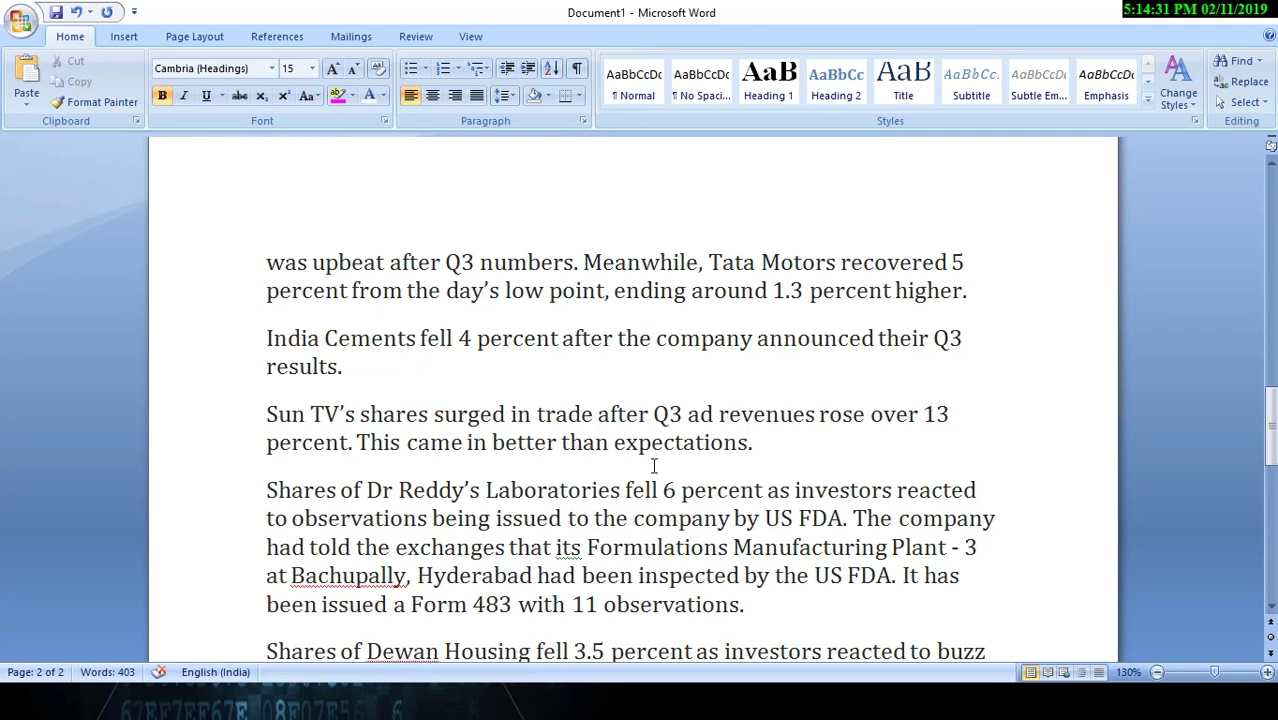 Document1 - Microsoft Word
5:14:31 PM 02/11/2019
Home Insert Page Layout References Mailings Review View
Paste
Cut
Copy
Format Painter
Clipboard
Cambria (Headings) 15
B I U abc x₂ x² Aa A
Font
Paragraph
AaBbCcDc AaBbCcDc AaB AaBbCc AaB AaBbCc. AaBbCcDc AaBbCcDc
¶ Normal ¶ No Spaci... Heading 1 Heading 2 Title Subtitle Subtle Em... Emphasis
Change
Styles
Styles
Find
Replace
Select
Editing
was upbeat after Q3 numbers. Meanwhile, Tata Motors recovered 5
percent from the day’s low point, ending around 1.3 percent higher.
India Cements fell 4 percent after the company announced their Q3
results.
Sun TV’s shares surged in trade after Q3 ad revenues rose over 13
percent. This came in better than expectations.
Shares of Dr Reddy’s Laboratories fell 6 percent as investors reacted
to observations being issued to the company by US FDA. The company
had told the exchanges that its Formulations Manufacturing Plant - 3
at Bachupally, Hyderabad had been inspected by the US FDA. It has
been issued a Form 483 with 11 observations.
Shares of Dewan Housing fell 3.5 percent as investors reacted to buzz
Page: 2 of 2 Words: 403 English (India) 130%